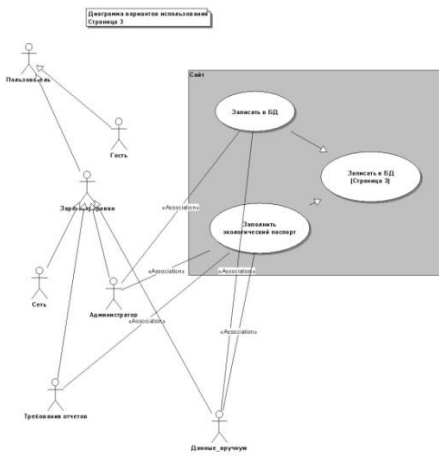 Диаграмма вариантов использования
Страница 3
Пользователь
Сайт
Записать в БД
Гость
Записать в БД
(Страница 3)
«Association»
Заполнить
экологический паспорт
«Association»
«Association»
Сеть
Администратор
«Association»
«Association»
Требования отчетов
Данные_вручную